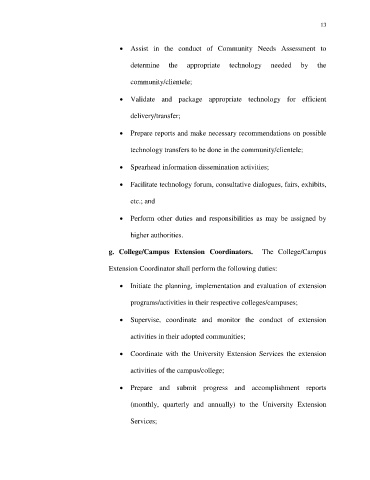 13
• Assist in the conduct of Community Needs Assessment to
determine the appropriate technology needed by the
community/clientele;
• Validate and package appropriate technology for efficient
delivery/transfer;
• Prepare reports and make necessary recommendations on possible
technology transfers to be done in the community/clientele;
• Spearhead information dissemination activities;
• Facilitate technology forum, consultative dialogues, fairs, exhibits,
etc.; and
• Perform other duties and responsibilities as may be assigned by
higher authorities.
g. College/Campus Extension Coordinators. The College/Campus
Extension Coordinator shall perform the following duties:
• Initiate the planning, implementation and evaluation of extension
programs/activities in their respective colleges/campuses;
• Supervise, coordinate and monitor the conduct of extension
activities in their adopted communities;
• Coordinate with the University Extension Services the extension
activities of the campus/college;
• Prepare and submit progress and accomplishment reports
(monthly, quarterly and annually) to the University Extension
Services;